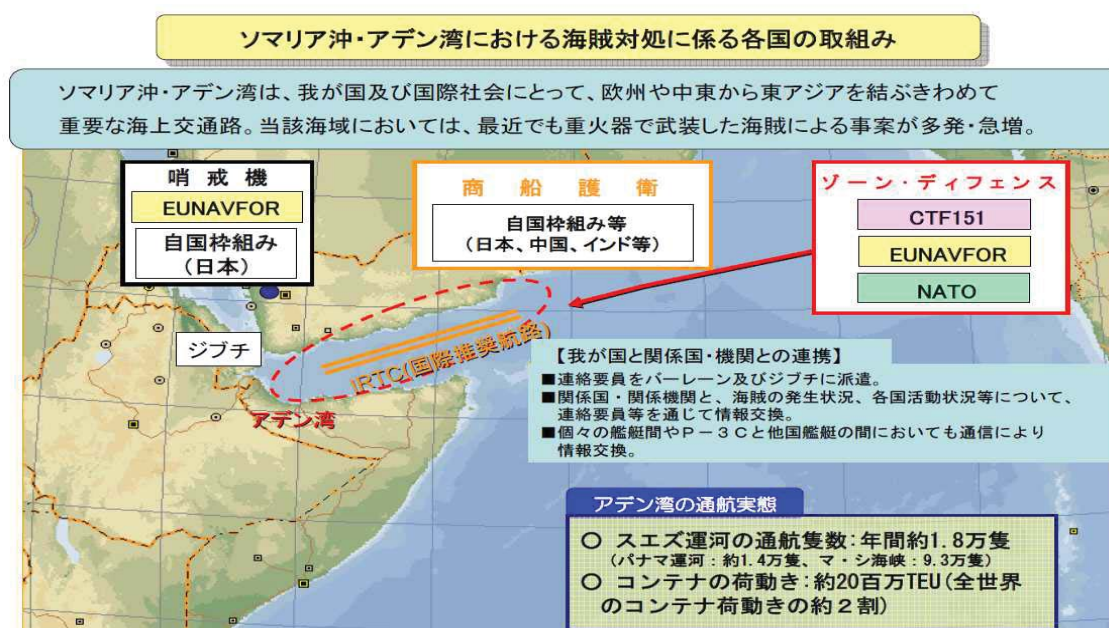 ソマリア沖・アデン湾における海賊対処に係る各国の取組み
ソマリア沖・アデン湾は、我が国及び国際社会にとって、欧州や中東から東アジアを結ぶきわめて
重要な海上交通路。当該海域においては、最近でも重火器で武装した海賊による事案が多発・急増。
哨戒機
EUNAVFOR
自国枠組み
（日本）
商船護衛
自国枠組み等
（日本、中国、インド等）
ゾーン・ディフェンス
CTF151
EUNAVFOR
NATO
ジブチ
IRTC(国際推奨航路)
アデン湾
【我が国と関係国・機関との連携】
■連絡要員をバーレーン及びジブチに派遣。
■関係国・関係機関と、海賊の発生状況、各国活動状況等について、
連絡要員等を通じて情報交換。
■個々の艦艇間やＰ－３Ｃと他国艦艇の間においても通信により
情報交換。
アデン湾の通航実態
○ スエズ運河の通航隻数：年間約1.8万隻
（パナマ運河：約1.4万隻、マ・シ海峡：9.3万隻）
○ コンテナの荷動き：約20百万TEU（全世界
のコンテナ荷動きの約２割）